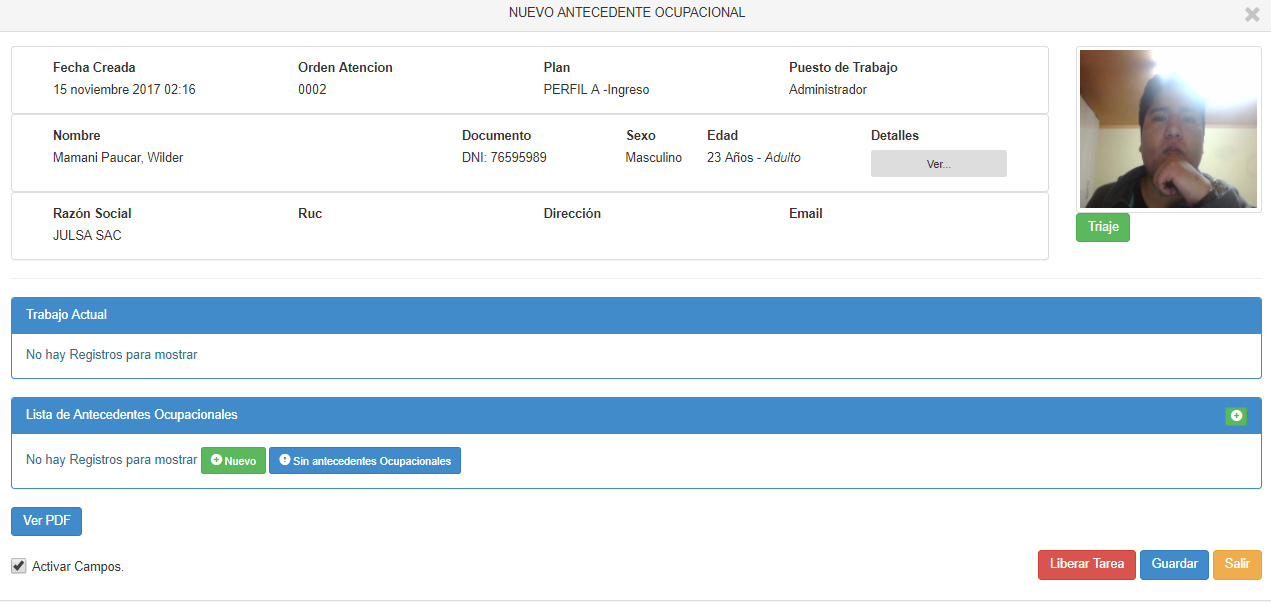 NUEVO ANTECEDENTE OCUPACIONAL
Fecha Creada Orden Atencion Plan Puesto de Trabajo
15 noviembre 2017 02:16 0002 PERFIL A -Ingreso Administrador
Nombre Documento Sexo Edad Detalles
Mamani Paucar, Wilder DNI: 76595989 Masculino 23 Años - Adulto Ver...
Razón Social Ruc Dirección Email
JULSA SAC
Triaje
Trabajo Actual
No hay Registros para mostrar
Lista de Antecedentes Ocupacionales
No hay Registros para mostrar Nuevo Sin antecedentes Ocupacionales
Ver PDF
Activar Campos.
Liberar Tarea Guardar Salir